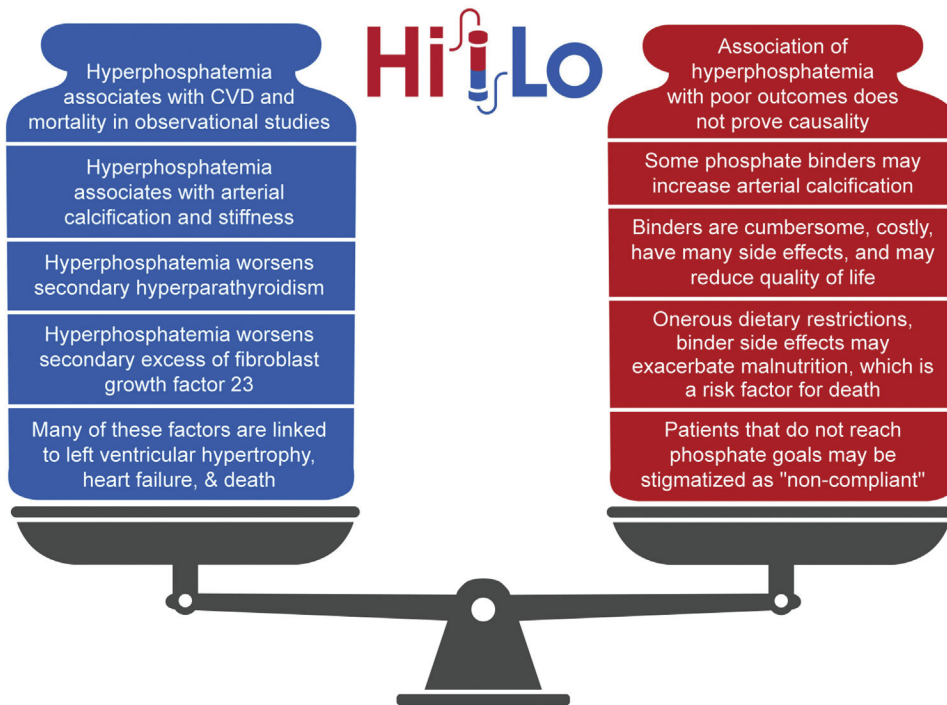 Hi Lo
Hyperphosphatemia
associates with CVD and
mortality in observational studies
Hyperphosphatemia
associates with arterial
calcification and stiffness
Hyperphosphatemia worsens
secondary hyperparathyroidism
Hyperphosphatemia worsens
secondary excess of fibroblast
growth factor 23
Many of these factors are linked
to left ventricular hypertrophy,
heart failure, & death
Association of
hyperphosphatemia
with poor outcomes does
not prove causality
Some phosphate binders may
increase arterial calcification
Binders are cumbersome, costly,
have many side effects, and may
reduce quality of life
Onerous dietary restrictions,
binder side effects may
exacerbate malnutrition, which is
a risk factor for death
Patients that do not reach
phosphate goals may be
stigmatized as "non-compliant"